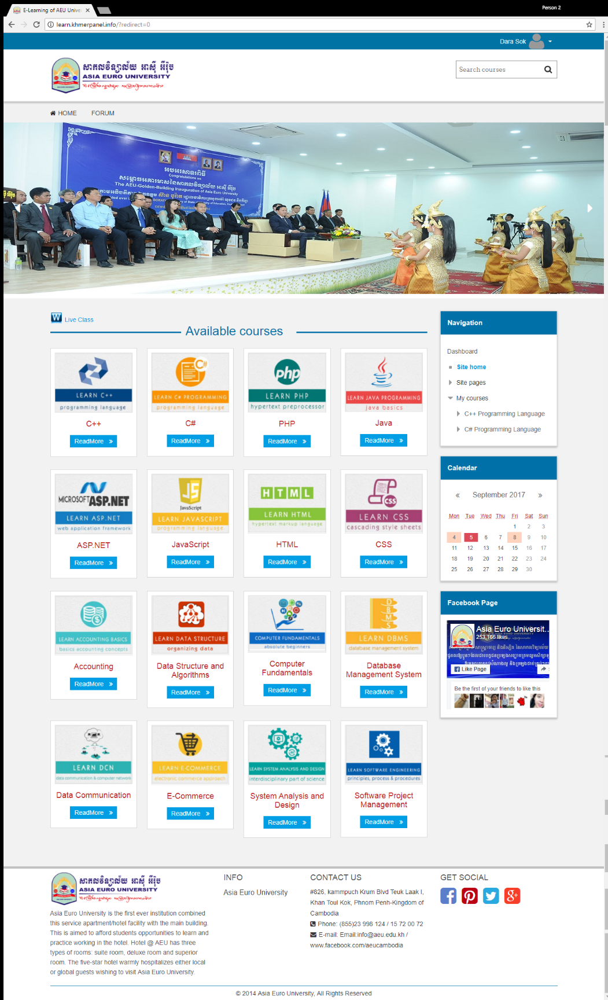 E-Learning of AEU Unive
Person 2
learn.khmerpanel.info/?redirect=0
Dara Sok
សាកលវិទ្យាល័យ អាស៊ី អឺរ៉ុប
ASIA EURO UNIVERSITY
Search courses
HOME
FORUM
Congratulations on
The AEU-Golden-Building Inauguration of Asia Euro University
Live Class
Available courses
LEARN C++
programming language
C++
ReadMore »
LEARN C# PROGRAMMING
programming language
C#
ReadMore »
php
LEARN PHP
hypertext preprocessor
PHP
ReadMore »
LEARN JAVA PROGRAMMING
java basics
Java
ReadMore »
MICROSOFT ASP.NET
LEARN ASP.NET
web application framework
ASP.NET
ReadMore »
JS
JavaScript
LEARN JAVASCRIPT
programming language
JavaScript
ReadMore »
HTML
LEARN HTML
hypertext markup language
HTML
ReadMore »
CSS
LEARN CSS
cascading style sheets
CSS
ReadMore »
LEARN ACCOUNTING BASICS
basics accounting concepts
Accounting
ReadMore »
LEARN DATA STRUCTURE
organizing data
Data Structure and
Algorithms
ReadMore »
COMPUTER FUNDAMENTALS
absolute beginners
Computer
Fundamentals
ReadMore »
DBMS
LEARN DBMS
database management system
Database
Management System
ReadMore »
LEARN DCN
data communication & computer network
Data Communication
ReadMore »
LEARN E-COMMERCE
electronic commerce approach
E-Commerce
ReadMore »
LEARN SYSTEM ANALYSIS AND DESIGN
interdisciplinary part of science
System Analysis and
Design
ReadMore »
LEARN SOFTWARE ENGINEERING
principles, process & procedures
Software Project
Management
ReadMore »
Navigation
Dashboard
Site home
Site pages
My courses
C++ Programming Language
C# Programming Language
Calendar
« September 2017 »
Mon Tue Wed Thu Fri Sat Sun
1 2 3
4 5 6 7 8 9 10
11 12 13 14 15 16 17
18 19 20 21 22 23 24
25 26 27 28 29 30
Facebook Page
Asia Euro Universit...
253,166 likes
Like Page
Be the first of your friends to like this
សាកលវិទ្យាល័យ អាស៊ី អឺរ៉ុប
ASIA EURO UNIVERSITY
Asia Euro University is the first ever institution combined
this service apartment/hotel facility with the main building.
This is aimed to afford students opportunities to learn and
practice working in the hotel. Hotel @ AEU has three
types of rooms: suite room, deluxe room and superior
room. The five-star hotel warmly hospitalizes either local
or global guests wishing to visit Asia Euro University.
INFO
Asia Euro University
CONTACT US
#826, kammpuch Krum Blvd Teuk Laak I,
Khan Toul Kok, Phnom Penh-Kingdom of
Cambodia
Phone: (855)23 998 124 / 15 72 00 72
E-mail: Email:info@aeu.edu.kh /
www.facebook.com/aeucambodia
GET SOCIAL
© 2014 Asia Euro University, All Rights Reserved